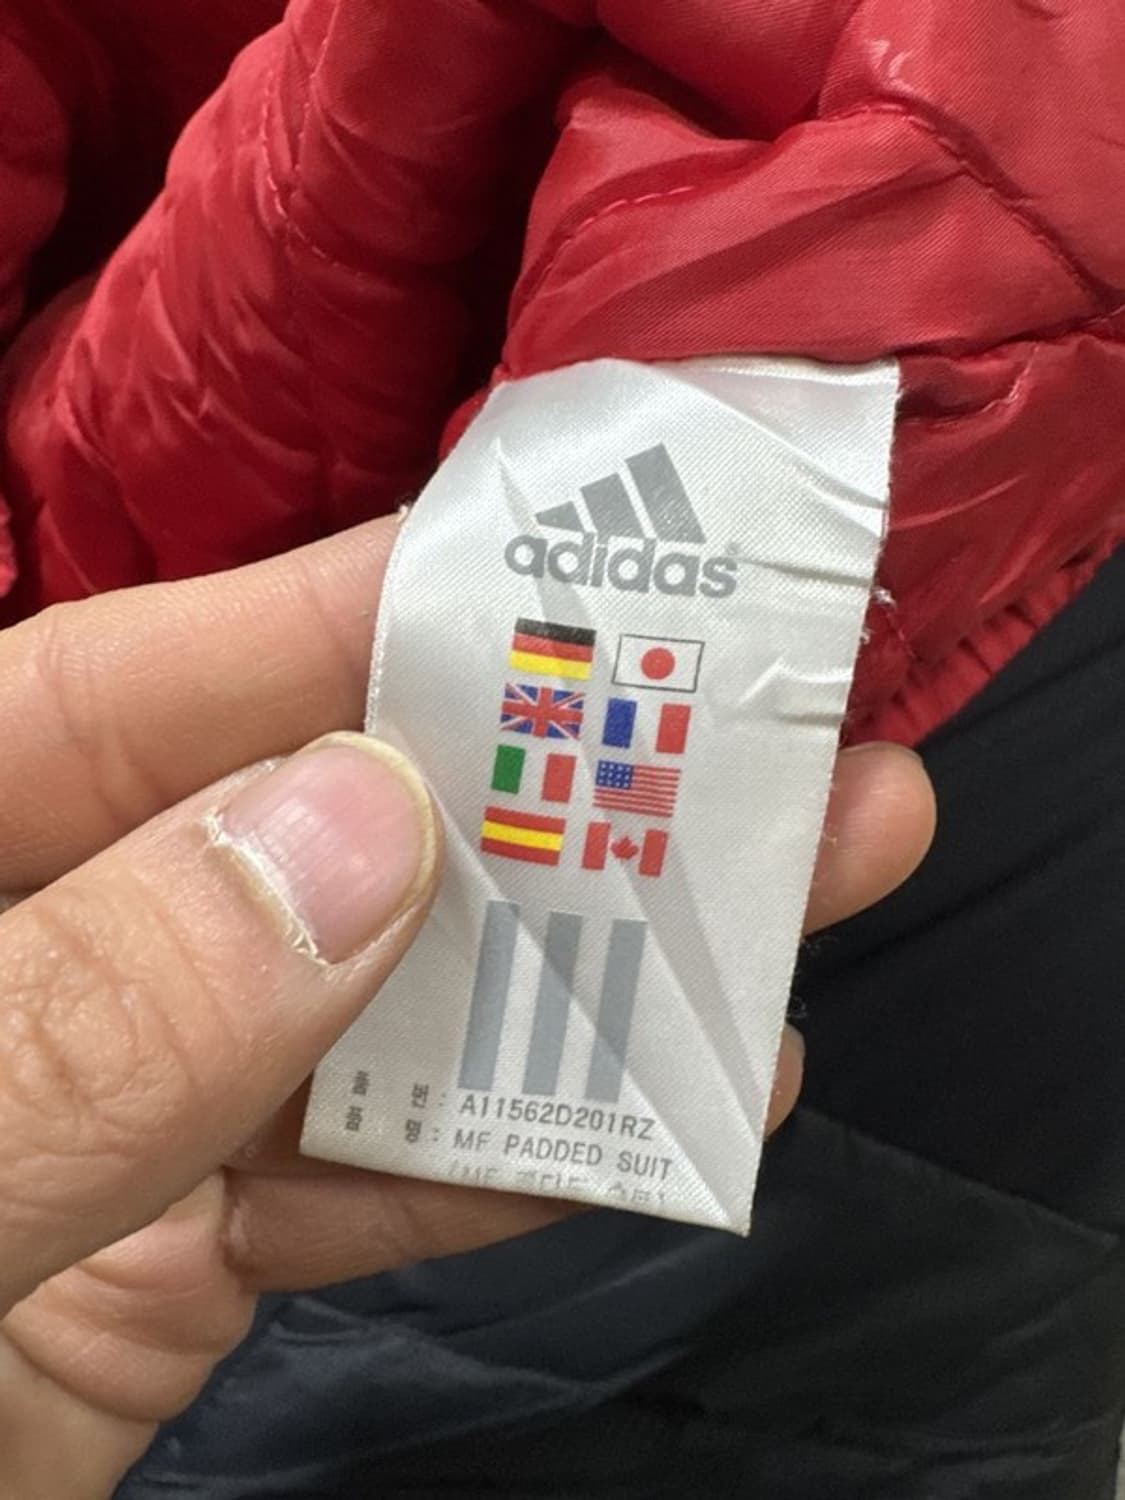 adidas
품 번: A11562D201RZ
품 명: MF PADDED SUIT